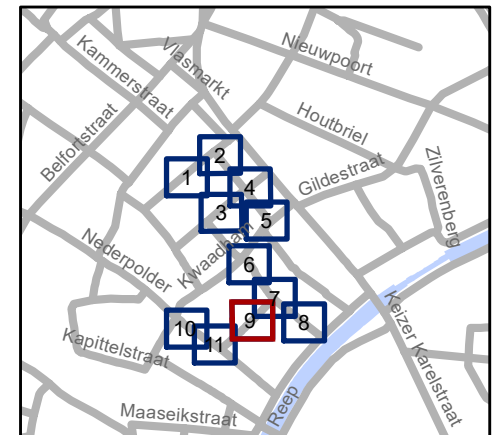 Vlasmarkt
Nieuwpoort
Kammerstraat
Houtbriel
Belfortstraat
Gildestraat
Zilverenberg
2
1
4
3
5
Kwaadham
Nederpolder
6
7
9
8
10
11
Keizer Karelstraat
Kapittelstraat
Maaseikstraat
Reep